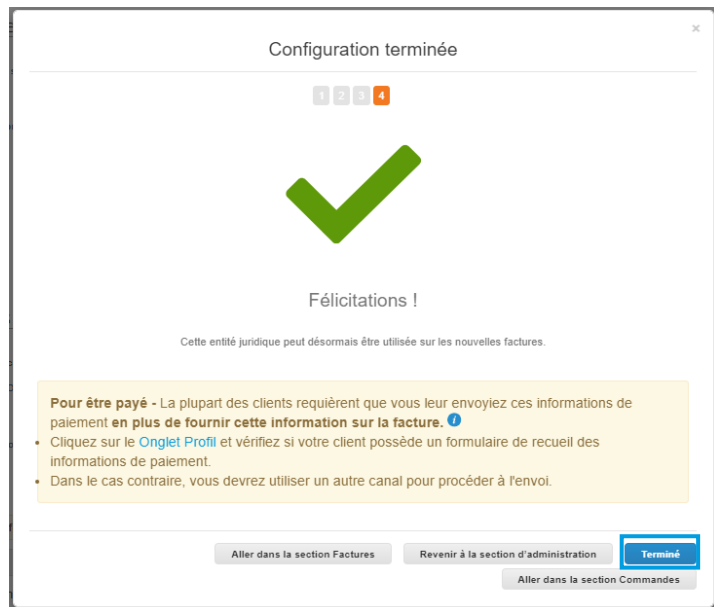 ×
Configuration terminée
1 2 3 4
Félicitations !
Cette entité juridique peut désormais être utilisée sur les nouvelles factures.
Pour être payé - La plupart des clients requièrent que vous leur envoyiez ces informations de
paiement en plus de fournir cette information sur la facture. i
• Cliquez sur le Onglet Profil et vérifiez si votre client possède un formulaire de recueil des
informations de paiement.
• Dans le cas contraire, vous devrez utiliser un autre canal pour procéder à l'envoi.
Aller dans la section Factures Revenir à la section d'administration Terminé
Aller dans la section Commandes